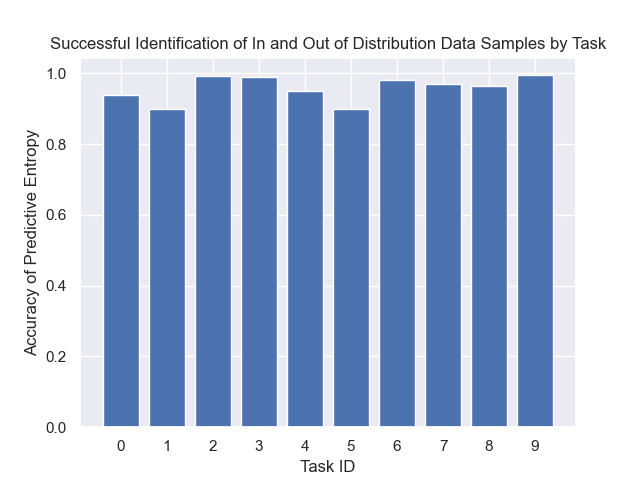 Successful Identification of In and Out of Distribution Data Samples by Task
1.0
0.8
0.6
0.4
0.2
0.0
Accuracy of Predictive Entropy
0 1 2 3 4 5 6 7 8 9
Task ID